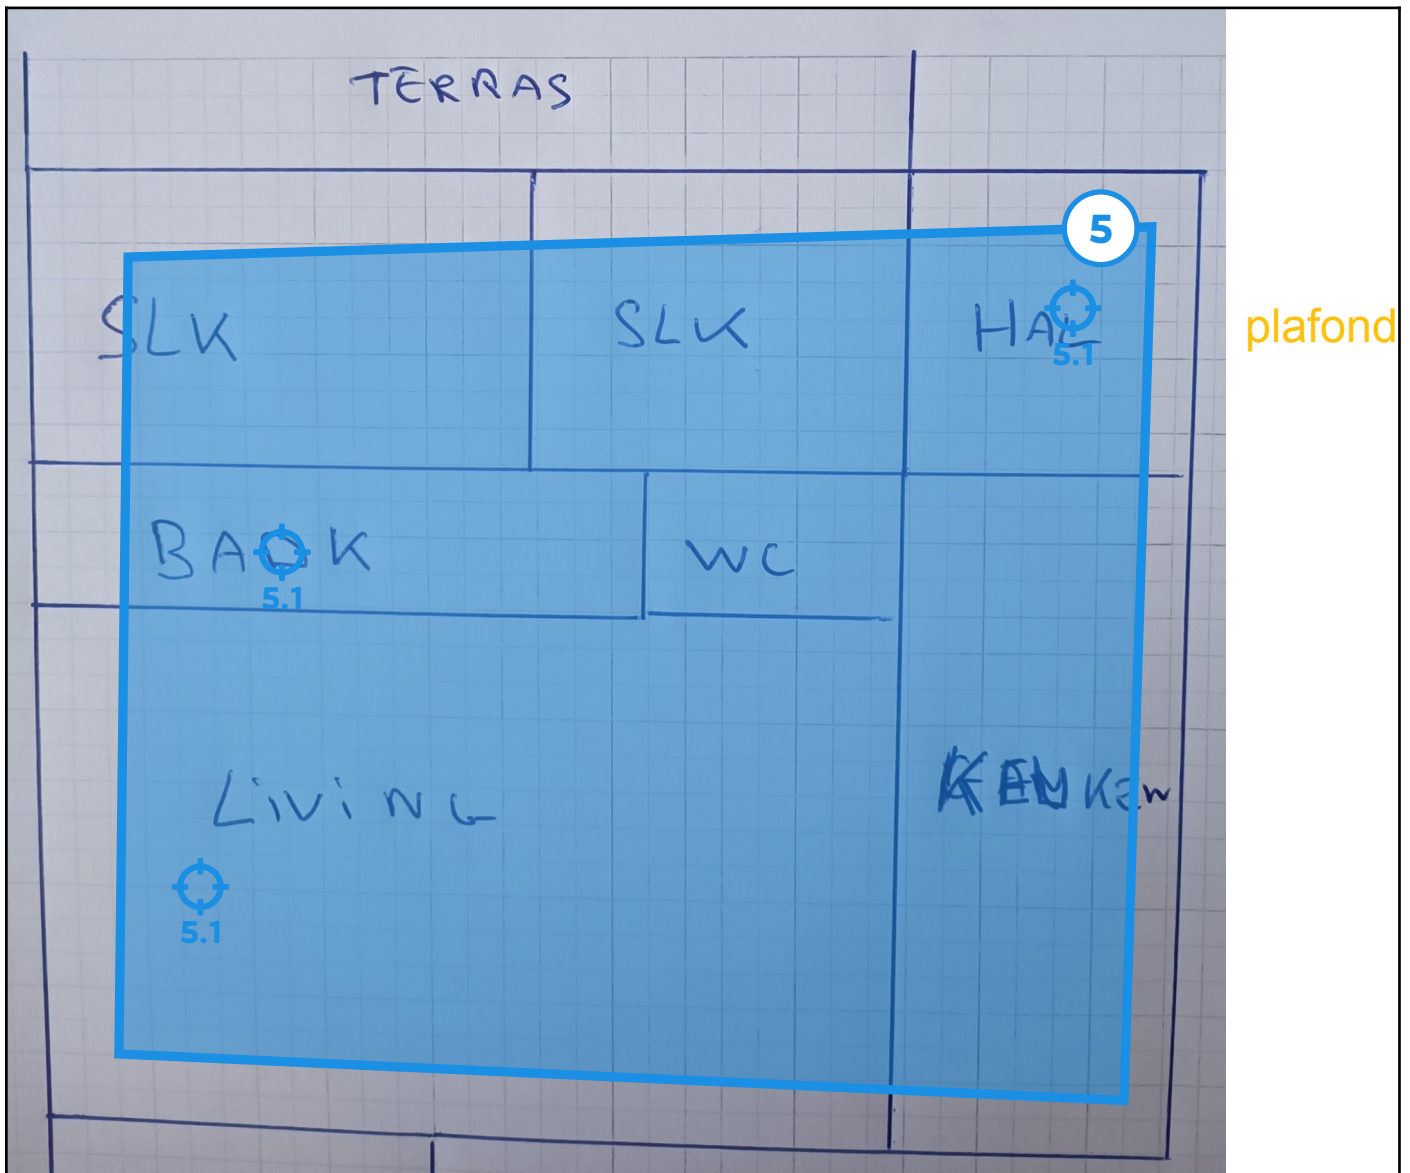 TERRAS
5
SLK SLK HAL plafond
5.1
BADK WC
5.1
KEUKEN
LiViNG
5.1